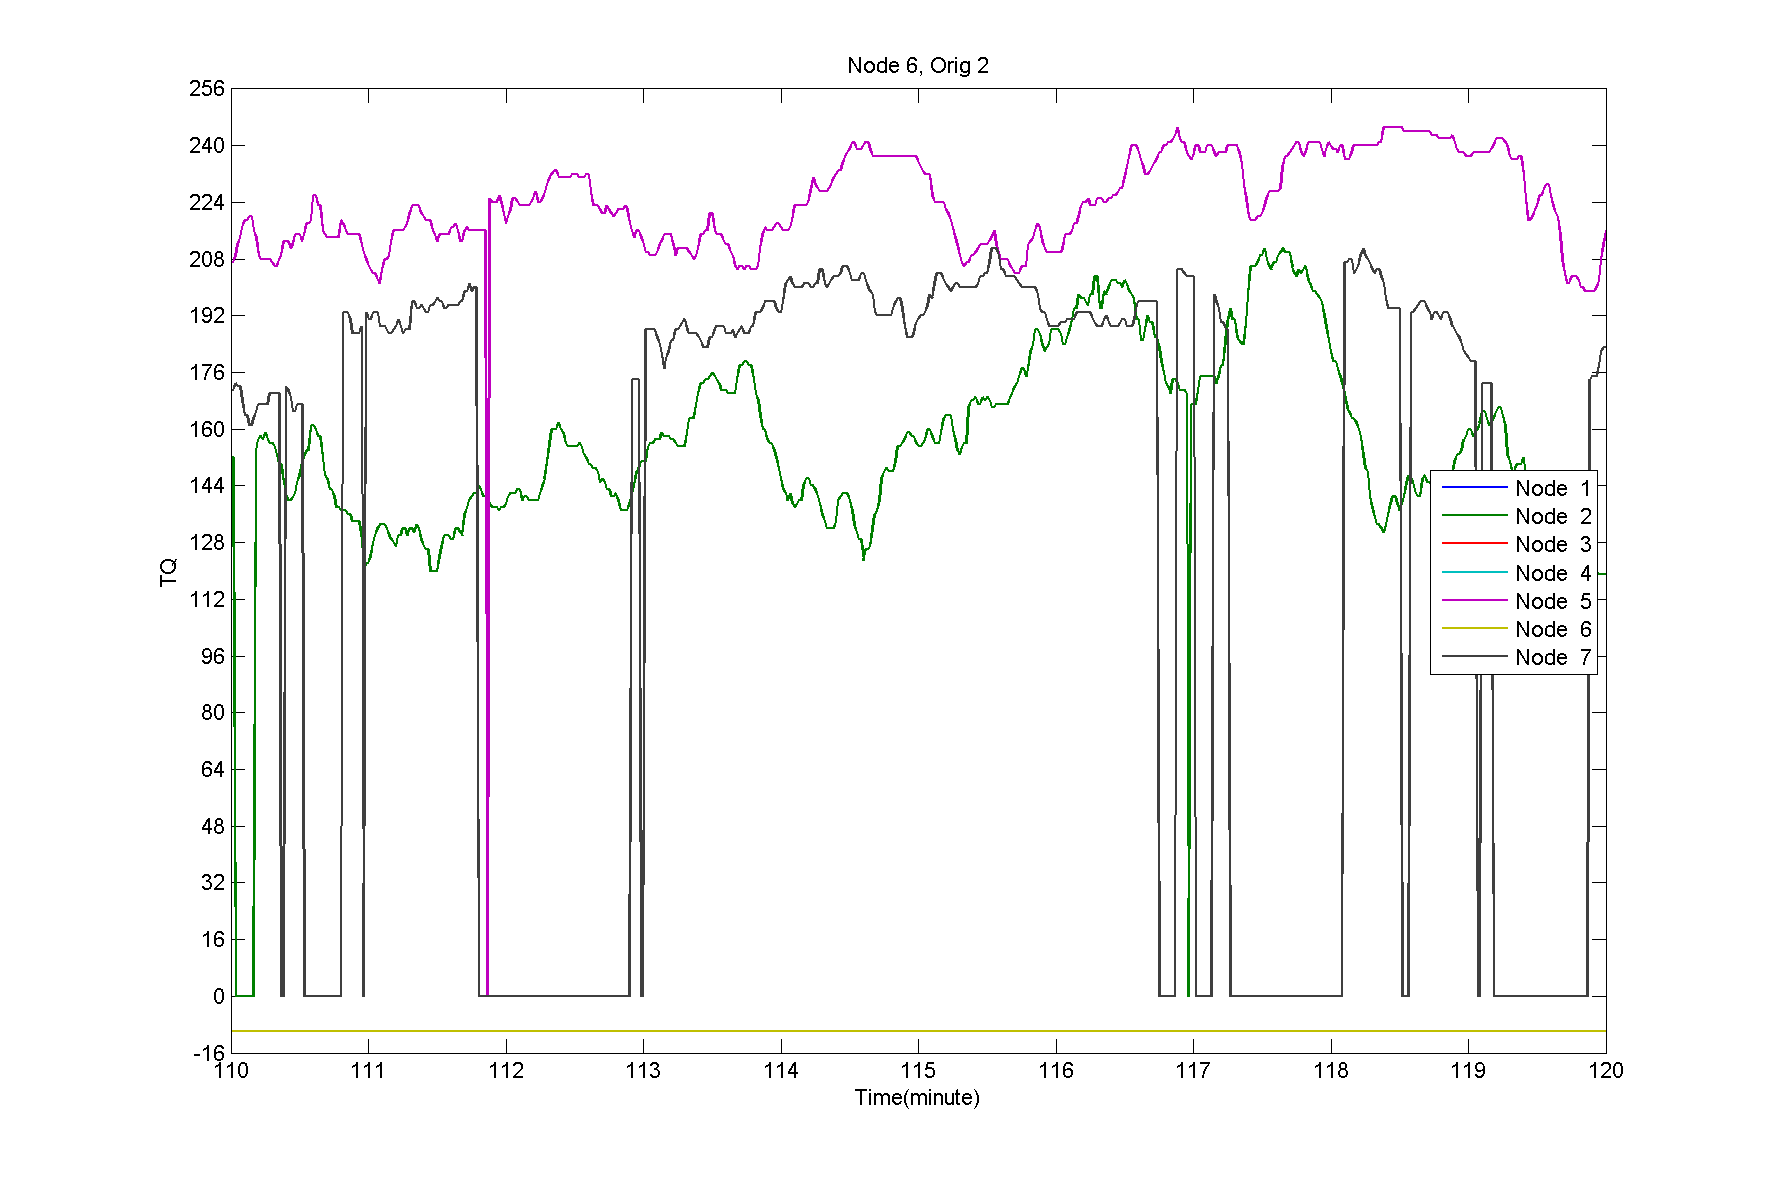 Node 6, Orig 2
256
240
224
208
192
176
160
144
128
112
96
80
64
48
32
16
0
-16
TQ
Node 1
Node 2
Node 3
Node 4
Node 5
Node 6
Node 7
110 111 112 113 114 115 116 117 118 119 120
Time(minute)